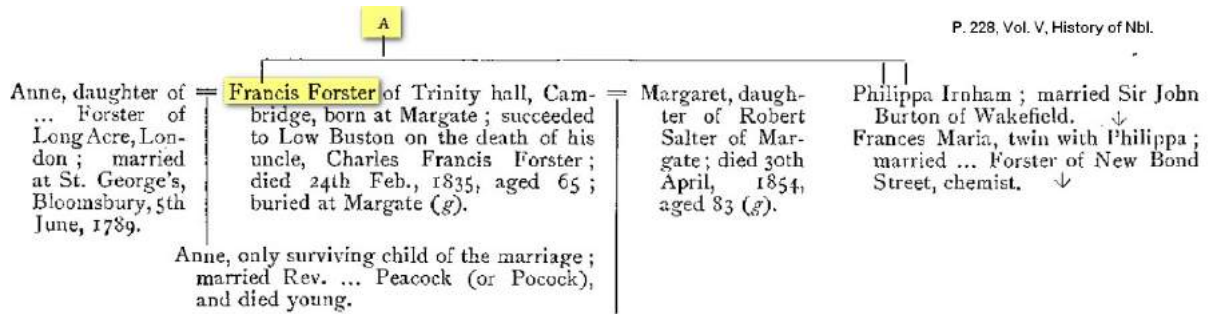 A
P. 228, Vol. V, History of Nbl.
Anne, daughter of
... Forster of
Long Acre, Lon-
don ; married
at St. George's,
Bloomsbury, 5th
June, 1789.
= Francis Forster of Trinity hall, Cam-
bridge, born at Margate ; succeeded
to Low Buston on the death of his
uncle, Charles Francis Forster ;
died 24th Feb., 1835, aged 65 ;
buried at Margate (g).
= Margaret, daugh-
ter of Robert
Salter of Mar-
gate ; died 30th
April, 1854,
aged 83 (g).
Philippa Irnham ; married Sir John
Burton of Wakefield. ↓
Frances Maria, twin with Philippa ;
married ... Forster of New Bond
Street, chemist. ↓
Anne, only surviving child of the marriage ;
married Rev. ... Peacock (or Pocock),
and died young.